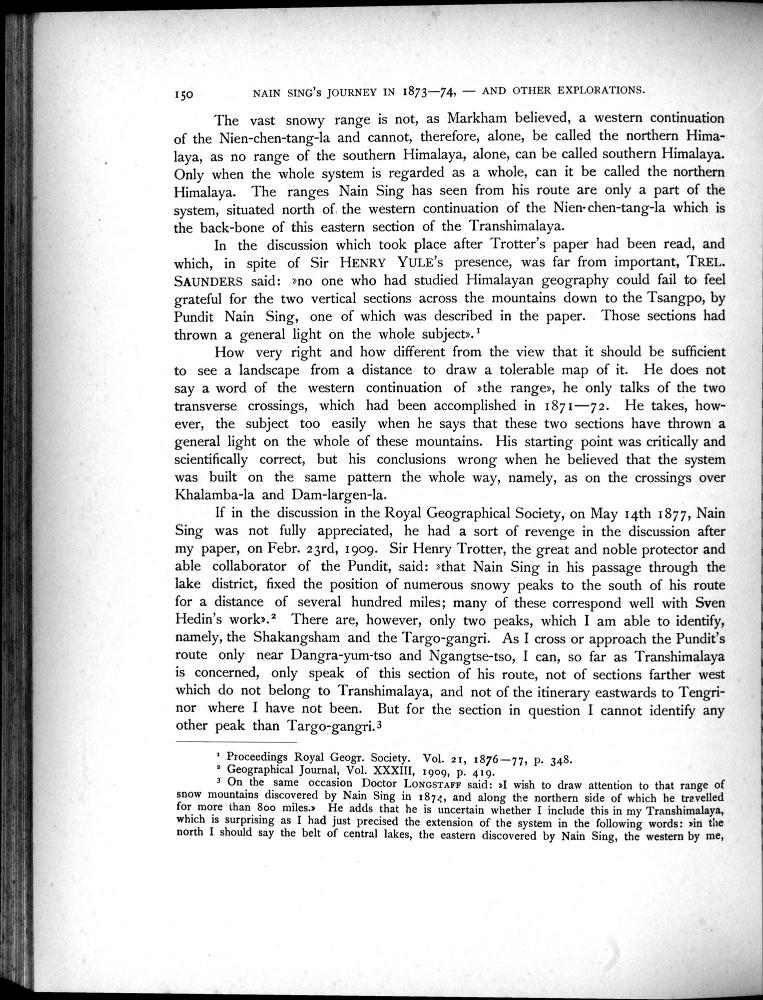 150 NAIN SING'S JOURNEY IN 1873—74, — AND OTHER EXPLORATIONS.
The vast snowy range is not, as Markham believed, a western continuation
of the Nien-chen-tang-la and cannot, therefore, alone, be called the northern Hima-
laya, as no range of the southern Himalaya, alone, can be called southern Himalaya.
Only when the whole system is regarded as a whole, can it be called the northern
Himalaya. The ranges Nain Sing has seen from his route are only a part of the
system, situated north of the western continuation of the Nien-chen-tang-la which is
the back-bone of this eastern section of the Transhimalaya.
In the discussion which took place after Trotter's paper had been read, and
which, in spite of Sir HENRY YULE's presence, was far from important, TREL.
SAUNDERS said: »no one who had studied Himalayan geography could fail to feel
grateful for the two vertical sections across the mountains down to the Tsangpo, by
Pundit Nain Sing, one of which was described in the paper. Those sections had
thrown a general light on the whole subject».¹
How very right and how different from the view that it should be sufficient
to see a landscape from a distance to draw a tolerable map of it. He does not
say a word of the western continuation of »the range», he only talks of the two
transverse crossings, which had been accomplished in 1871—72. He takes, how-
ever, the subject too easily when he says that these two sections have thrown a
general light on the whole of these mountains. His starting point was critically and
scientifically correct, but his conclusions wrong when he believed that the system
was built on the same pattern the whole way, namely, as on the crossings over
Khalamba-la and Dam-largen-la.
If in the discussion in the Royal Geographical Society, on May 14th 1877, Nain
Sing was not fully appreciated, he had a sort of revenge in the discussion after
my paper, on Febr. 23rd, 1909. Sir Henry Trotter, the great and noble protector and
able collaborator of the Pundit, said: »that Nain Sing in his passage through the
lake district, fixed the position of numerous snowy peaks to the south of his route
for a distance of several hundred miles; many of these correspond well with Sven
Hedin's work».² There are, however, only two peaks, which I am able to identify,
namely, the Shakangsham and the Targo-gangri. As I cross or approach the Pundit's
route only near Dangra-yum-tso and Ngangtse-tso, I can, so far as Transhimalaya
is concerned, only speak of this section of his route, not of sections farther west
which do not belong to Transhimalaya, and not of the itinerary eastwards to Tengri-
nor where I have not been. But for the section in question I cannot identify any
other peak than Targo-gangri.³
¹ Proceedings Royal Geogr. Society. Vol. 21, 1876—77, p. 348.
² Geographical Journal, Vol. XXXIII, 1909, p. 419.
³ On the same occasion Doctor LONGSTAFF said: »I wish to draw attention to that range of
snow mountains discovered by Nain Sing in 1874, and along the northern side of which he travelled
for more than 800 miles.» He adds that he is uncertain whether I include this in my Transhimalaya,
which is surprising as I had just precised the extension of the system in the following words: »in the
north I should say the belt of central lakes, the eastern discovered by Nain Sing, the western by me,